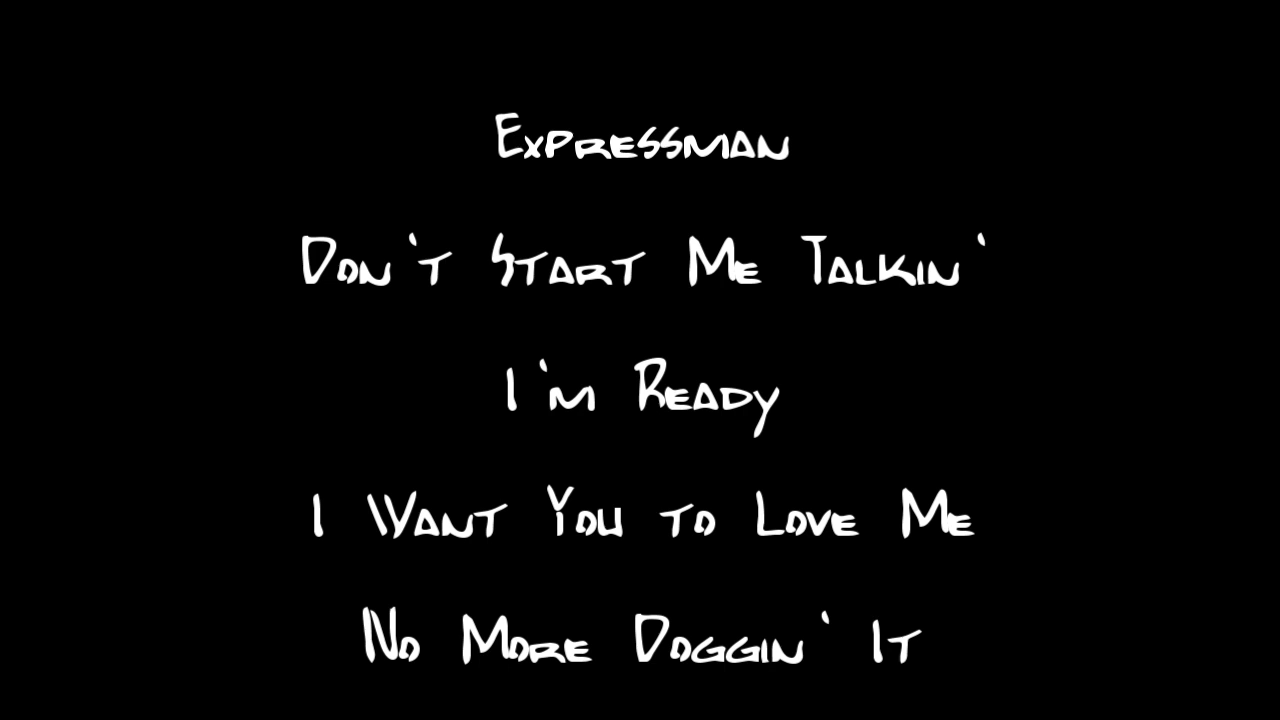 Expressman
Don't Start Me Talkin'
I'm Ready
I Want You to Love Me
No More Doggin' It